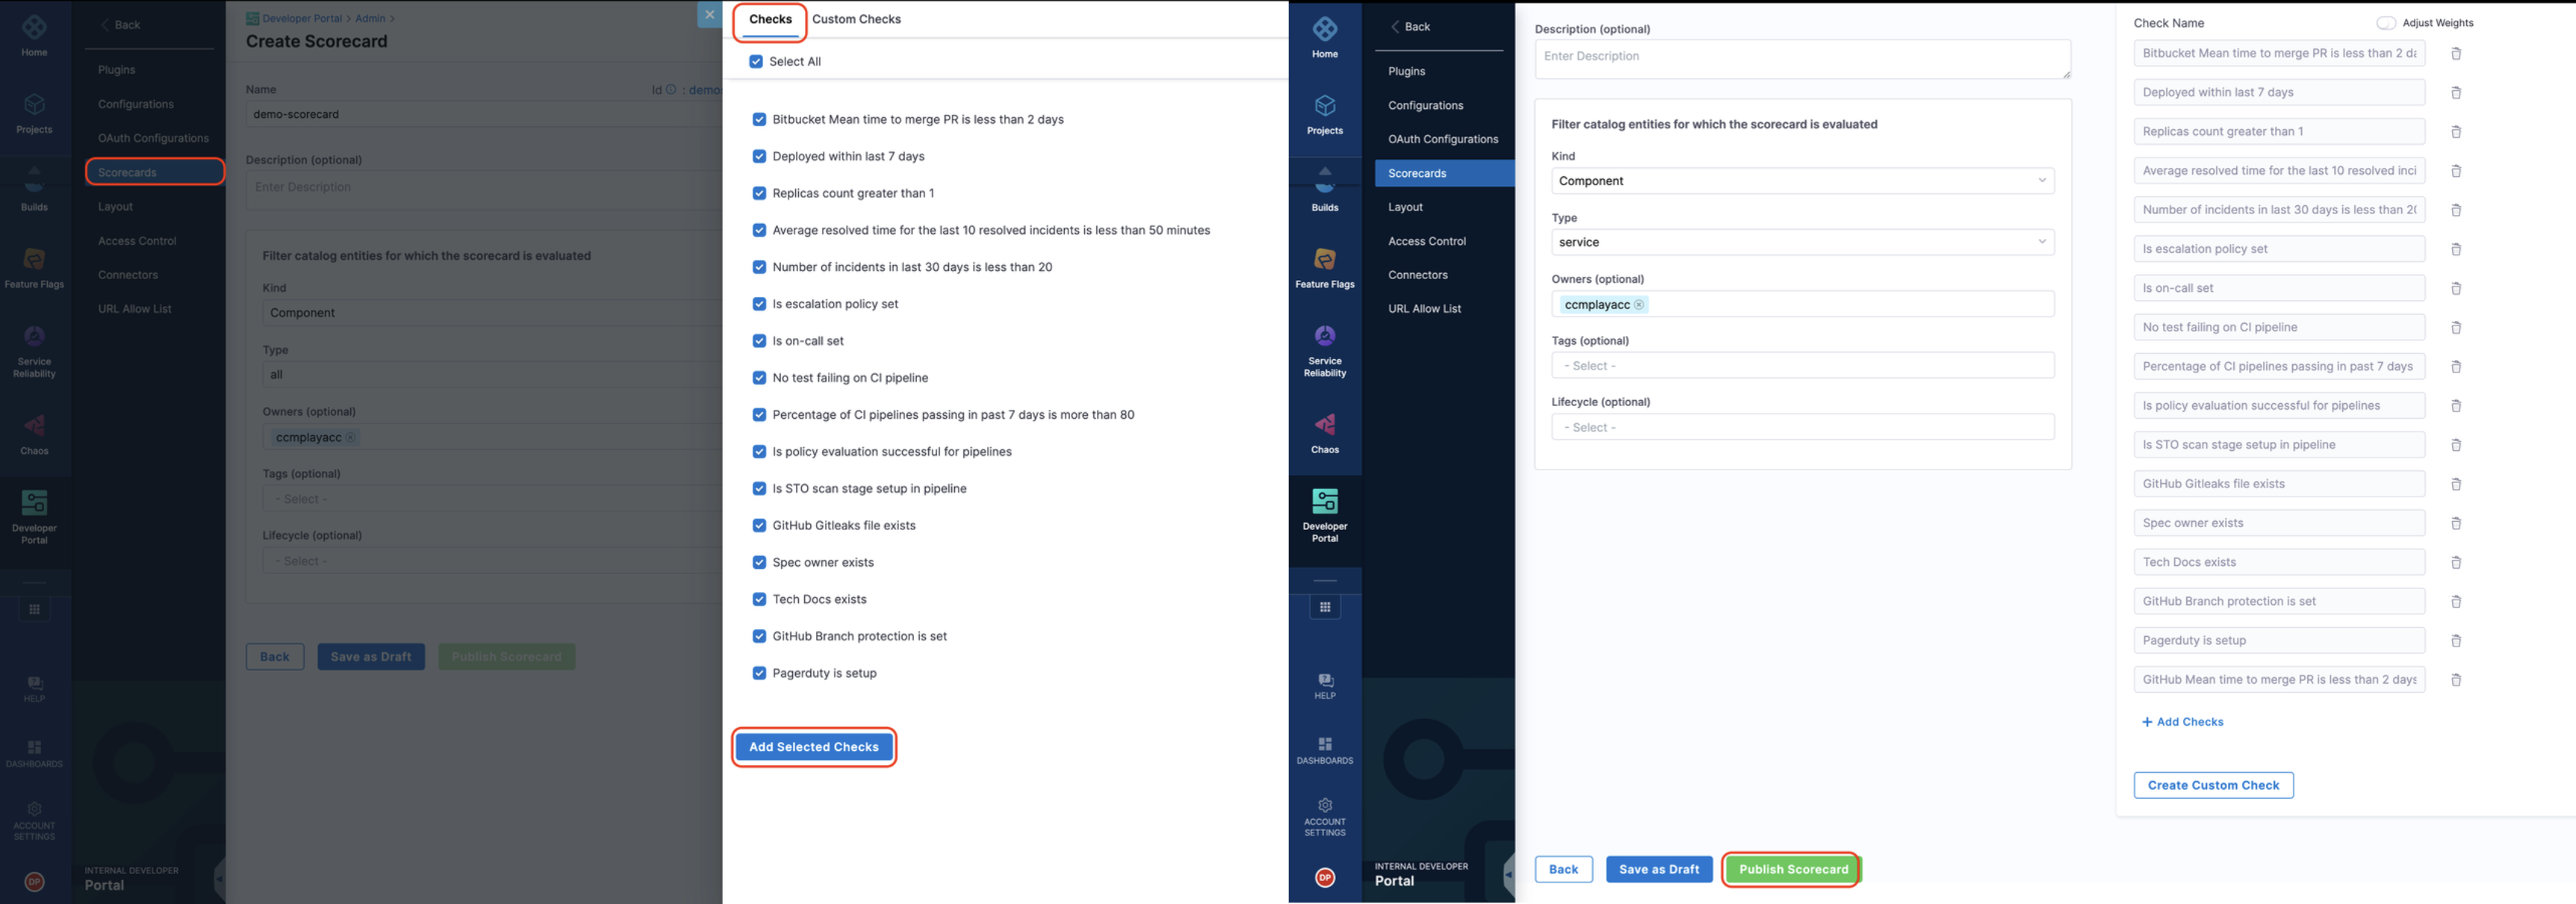 Home
Projects
Builds
Feature Flags
Service
Reliability
Chaos
Developer
Portal
HELP
DASHBOARDS
ACCOUNT
SETTINGS
DP
Back
Plugins
Configurations
OAuth Configurations
Scorecards
Layout
Access Control
Connectors
URL Allow List
INTERNAL DEVELOPER
Portal
Developer Portal > Admin >
Create Scorecard
Name
Id : demo
demo-scorecard
Description (optional)
Enter Description
Filter catalog entities for which the scorecard is evaluated
Kind
Component
Type
all
Owners (optional)
ccmplayacc
Tags (optional)
- Select -
Lifecycle (optional)
- Select -
Back
Save as Draft
Publish Scorecard
Checks
Custom Checks
Select All
Bitbucket Mean time to merge PR is less than 2 days
Deployed within last 7 days
Replicas count greater than 1
Average resolved time for the last 10 resolved incidents is less than 50 minutes
Number of incidents in last 30 days is less than 20
Is escalation policy set
Is on-call set
No test failing on CI pipeline
Percentage of CI pipelines passing in past 7 days is more than 80
Is policy evaluation successful for pipelines
Is STO scan stage setup in pipeline
GitHub Gitleaks file exists
Spec owner exists
Tech Docs exists
GitHub Branch protection is set
Pagerduty is setup
Add Selected Checks
Home
Projects
Builds
Feature Flags
Service
Reliability
Chaos
Developer
Portal
HELP
DASHBOARDS
ACCOUNT
SETTINGS
DP
Back
Plugins
Configurations
OAuth Configurations
Scorecards
Layout
Access Control
Connectors
URL Allow List
INTERNAL DEVELOPER
Portal
Description (optional)
Enter Description
Filter catalog entities for which the scorecard is evaluated
Kind
Component
Type
service
Owners (optional)
ccmplayacc
Tags (optional)
- Select -
Lifecycle (optional)
- Select -
Back
Save as Draft
Publish Scorecard
Check Name
Adjust Weights
Bitbucket Mean time to merge PR is less than 2 da
Deployed within last 7 days
Replicas count greater than 1
Average resolved time for the last 10 resolved inci
Number of incidents in last 30 days is less than 20
Is escalation policy set
Is on-call set
No test failing on CI pipeline
Percentage of CI pipelines passing in past 7 days
Is policy evaluation successful for pipelines
Is STO scan stage setup in pipeline
GitHub Gitleaks file exists
Spec owner exists
Tech Docs exists
GitHub Branch protection is set
Pagerduty is setup
GitHub Mean time to merge PR is less than 2 days
+ Add Checks
Create Custom Check